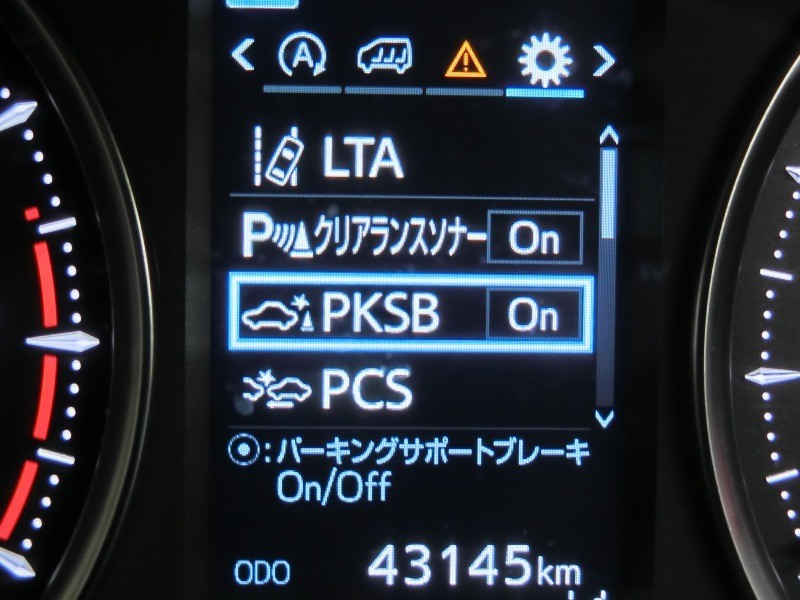 A
LTA
P クリアランスソナー On
PKSB On
PCS
:パーキングサポートブレーキ
On/Off
ODO 43145km